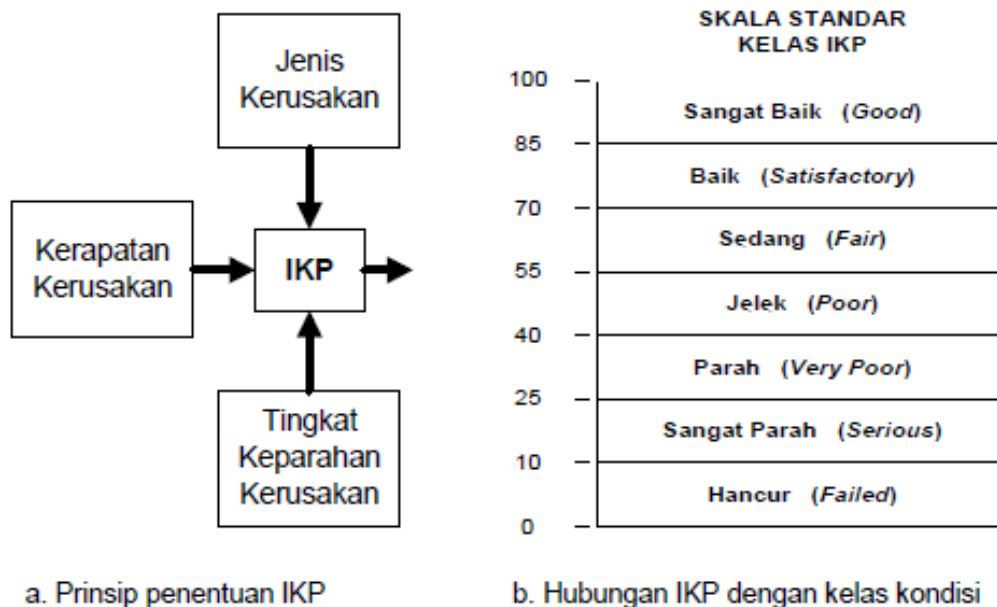 Jenis
Kerusakan
Kerapatan
Kerusakan
IKP
Tingkat
Keparahan
Kerusakan
a. Prinsip penentuan IKP
SKALA STANDAR
KELAS IKP
100
Sangat Baik (Good)
85
Baik (Satisfactory)
70
Sedang (Fair)
55
Jelek (Poor)
40
Parah (Very Poor)
25
Sangat Parah (Serious)
10
Hancur (Failed)
0
b. Hubungan IKP dengan kelas kondisi